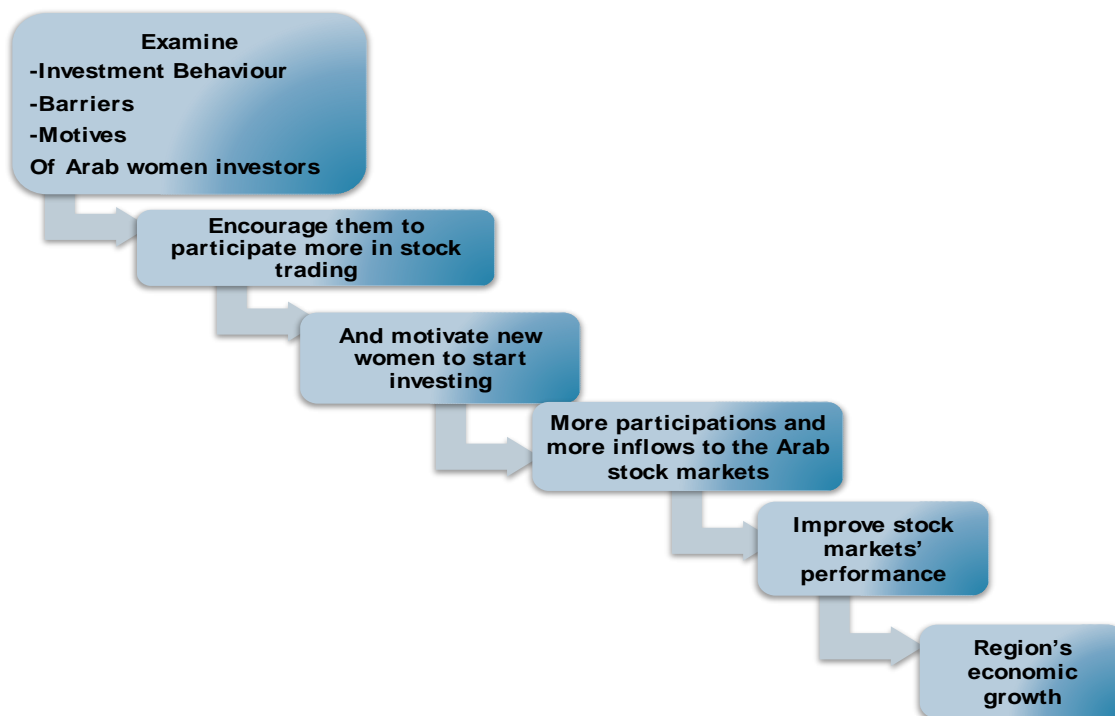 Examine
-Investment Behaviour
-Barriers
-Motives
Of Arab women investors
Encourage them to
participate more in stock
trading
And motivate new
women to start
investing
More participations and
more inflows to the Arab
stock markets
Improve stock
markets’
performance
Region’s
economic
growth